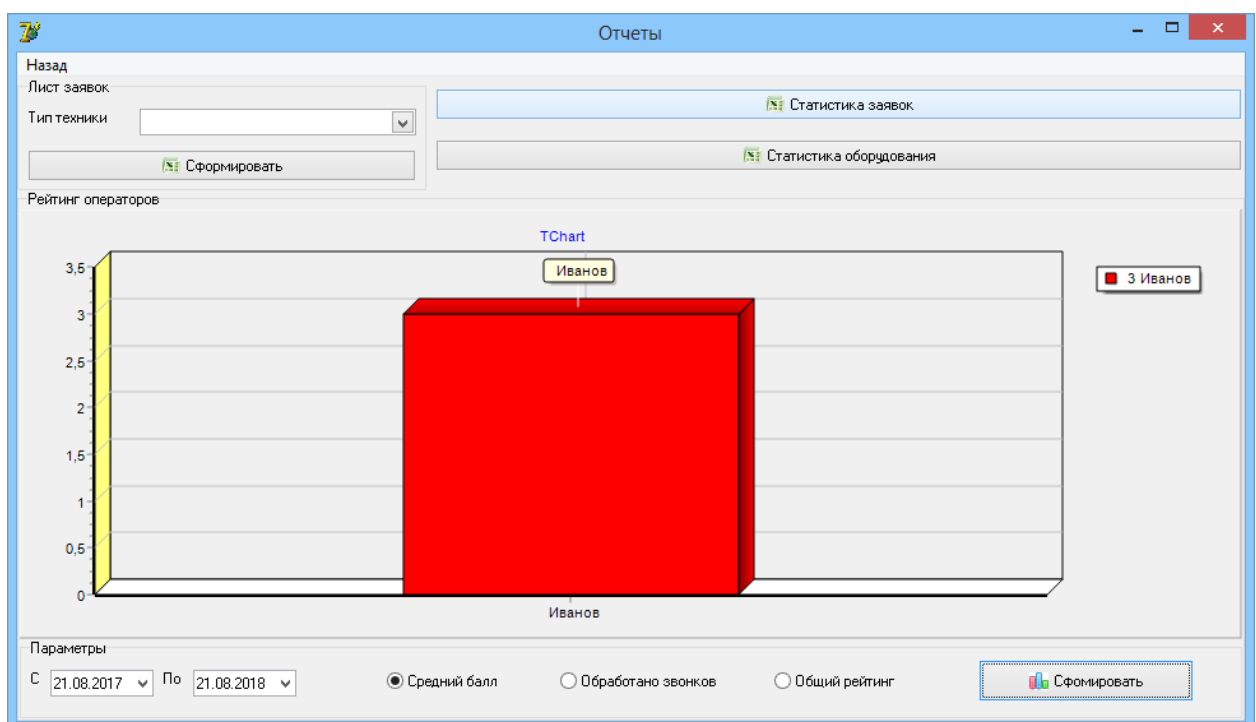 Отчеты
Назад
Лист заявок
Тип техники
Сформировать
Статистика заявок
Статистика оборудования
Рейтинг операторов
TChart
Иванов
3 Иванов
3,5
3
2,5
2
1,5
1
0,5
0
Иванов
Параметры
С 21.08.2017 По 21.08.2018
Средний балл
Обработано звонков
Общий рейтинг
Сфомировать